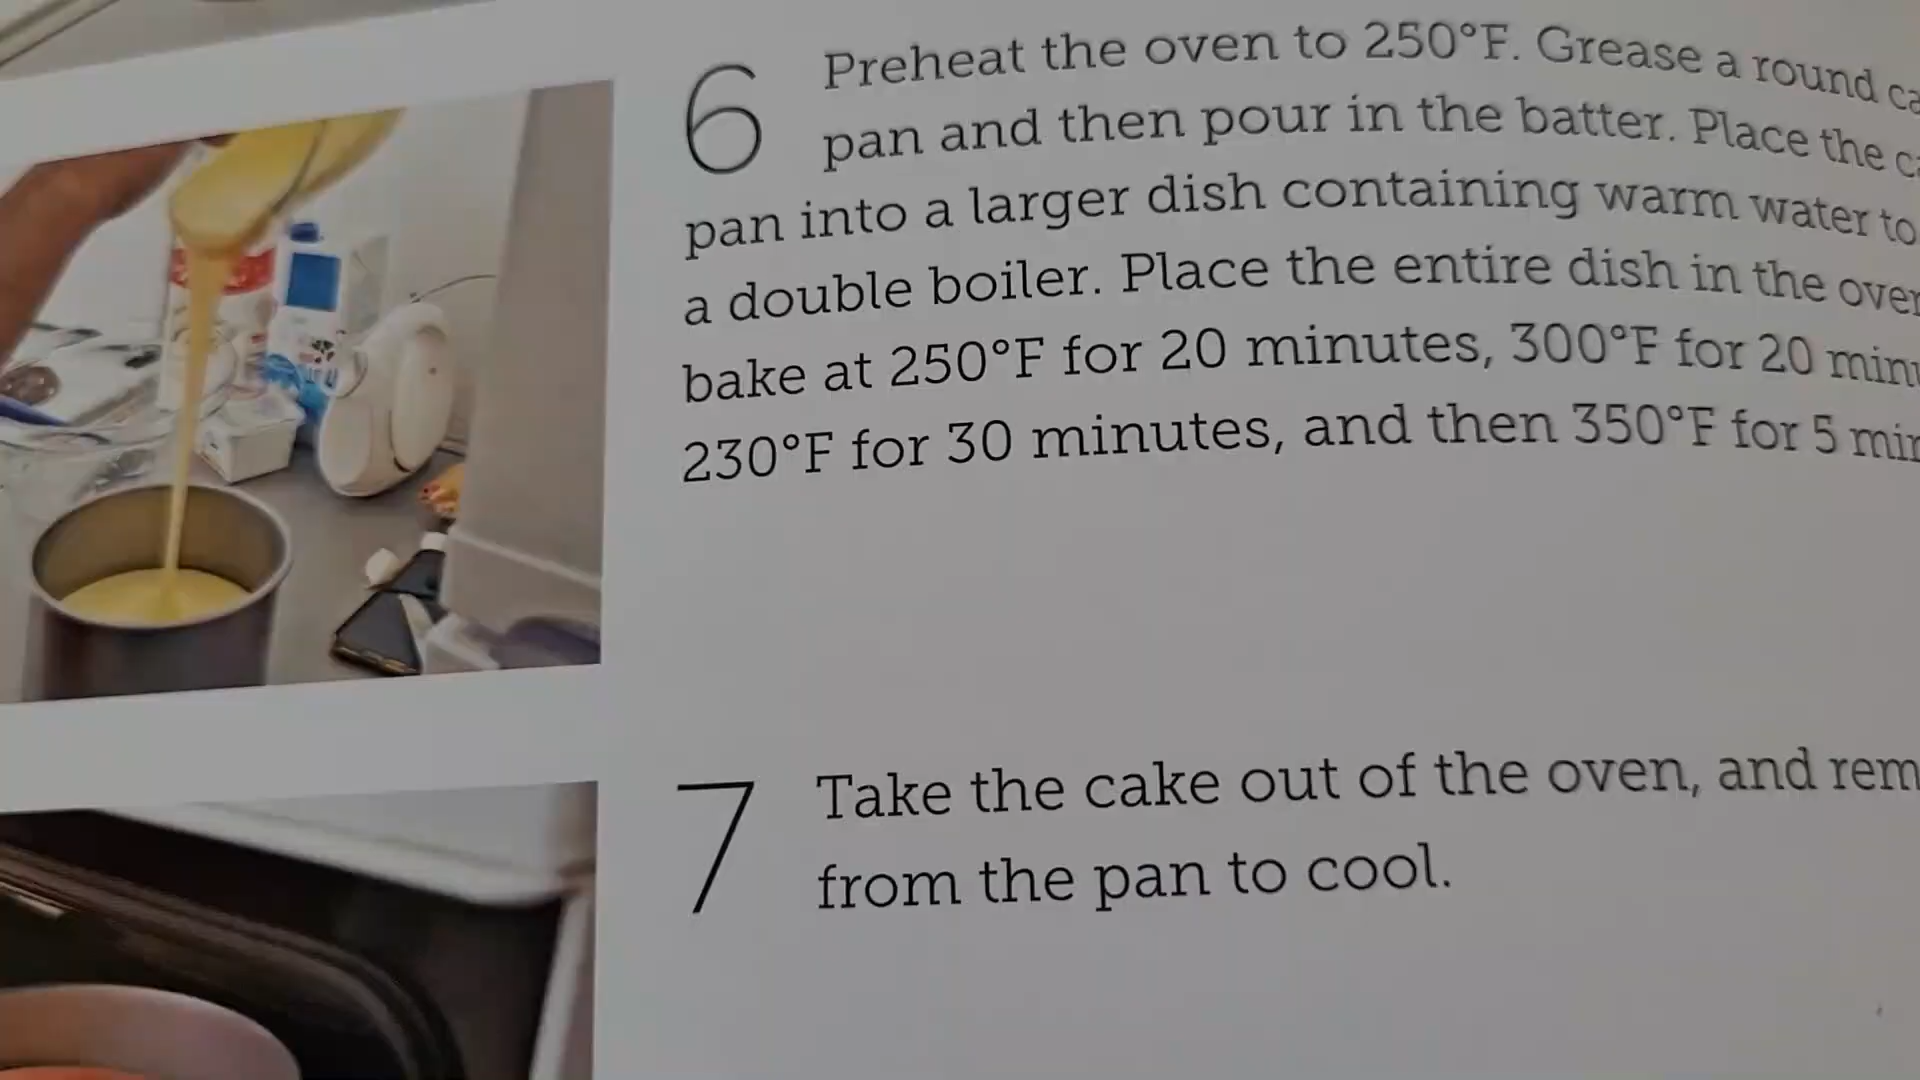 6 Preheat the oven to 250°F. Grease a round
pan and then pour in the batter. Place the
pan into a larger dish containing warm water to
a double boiler. Place the entire dish in the
bake at 250°F for 20 minutes, 300°F for 20
230°F for 30 minutes, and then 350°F for 5
7 Take the cake out of the oven, and
from the pan to cool.